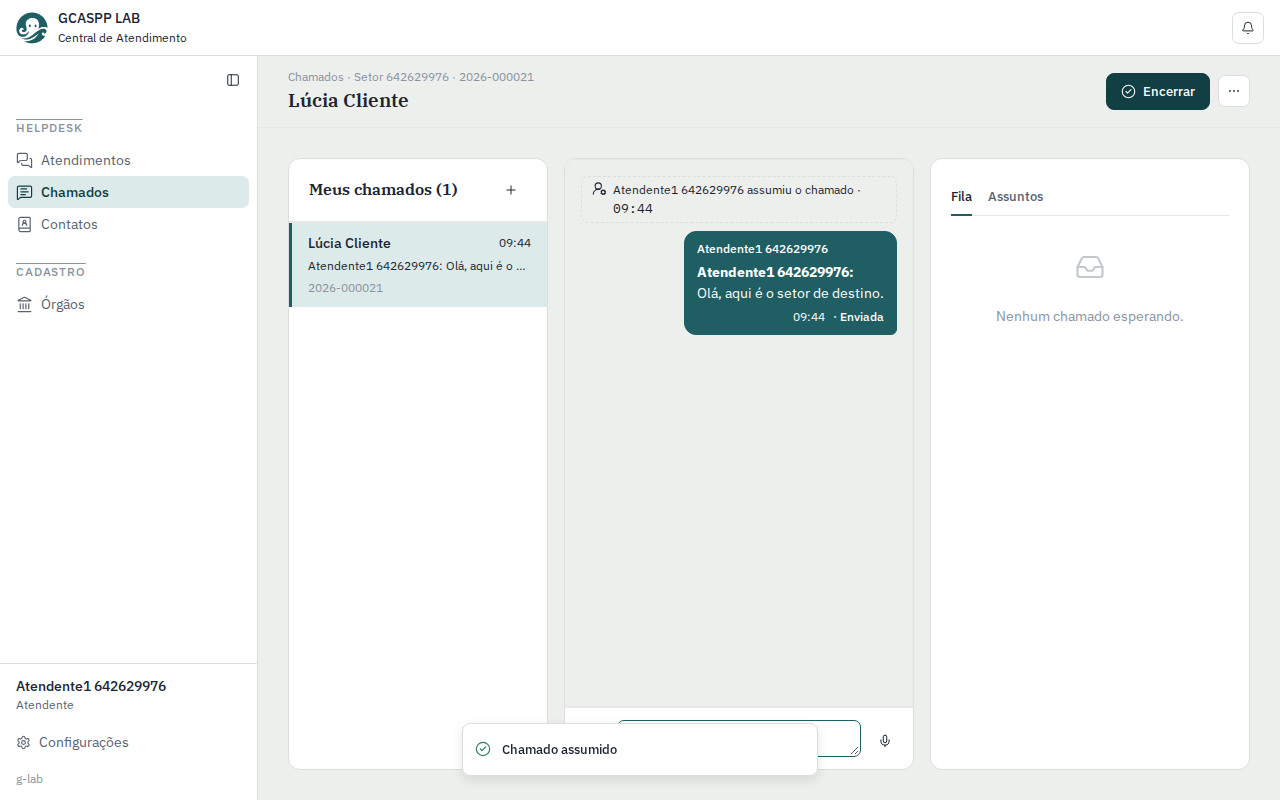 GCASPP LAB
Central de Atendimento
HELPDESK
Atendimentos
Chamados
Contatos
CADASTRO
Órgãos
Atendente1 642629976
Atendente
Configurações
g-lab
Chamados · Setor 642629976 · 2026-000021
Lúcia Cliente
Encerrar
Meus chamados (1)
Lúcia Cliente 09:44
Atendente1 642629976: Olá, aqui é o ...
2026-000021
Atendente1 642629976 assumiu o chamado ·
09:44
Atendente1 642629976
Atendente1 642629976:
Olá, aqui é o setor de destino.
09:44 · Enviada
Chamado assumido
Fila Assuntos
Nenhum chamado esperando.